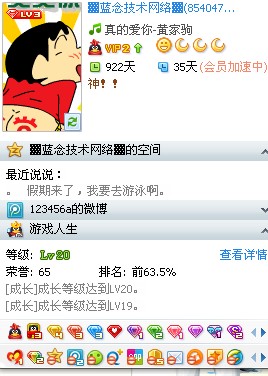 LV3
▓蓝念技术网络▓(854047...
真的爱你-黄家驹
VIP2
922天 35天(会员加速中)
神!!
▓蓝念技术网络▓的空间
最近说说:
。 假期来了,我要去游泳啊。
123456a的微博
游戏人生
等级: Lv20 查看详情
荣誉: 65 排名: 前63.5%
[成长]成长等级达到LV20。
[成长]成长等级达到LV19。